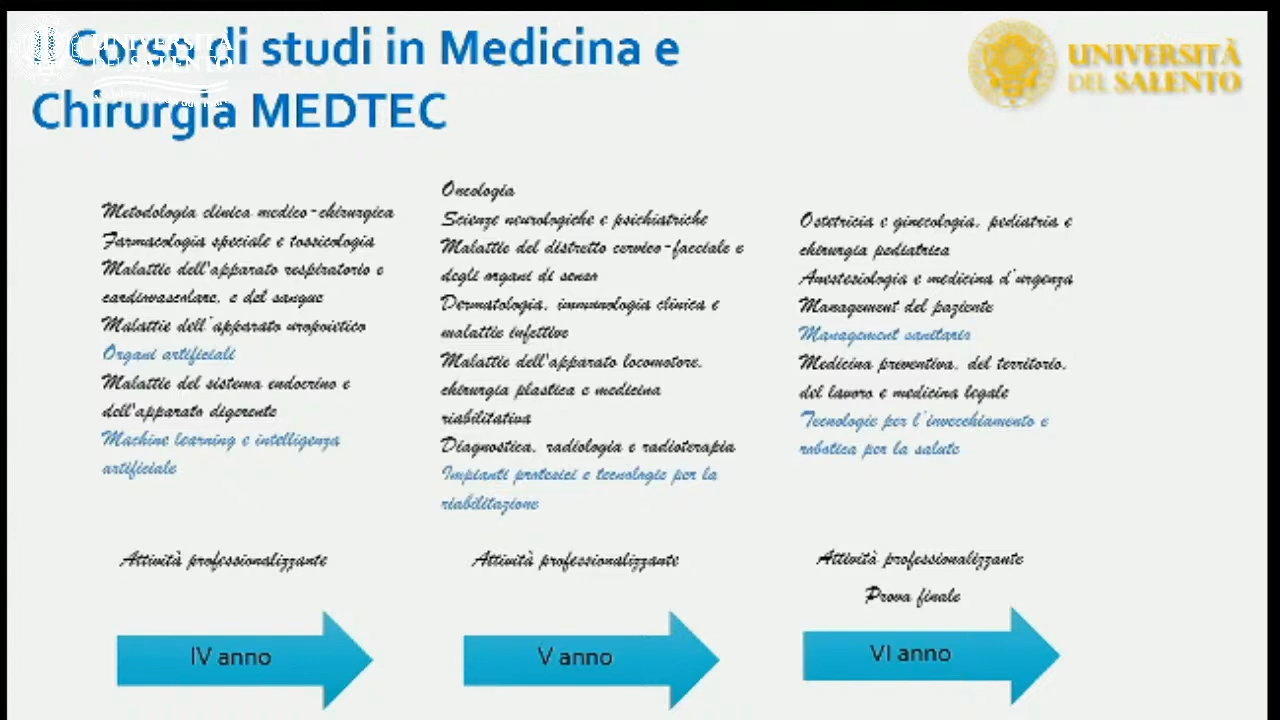 Il Corso di studi in Medicina e
Chirurgia MEDTEC
UNIVERSITÀ
DEL SALENTO
UNIVERSITÀ
DEL SALENTO
Metodologia clinica medico-chirurgica
Farmacologia speciale e tossicologia
Malattie dell'apparato respiratorio e
cardiovascolare, e del sangue
Malattie dell'apparato uropoietico
Organi artificiali
Malattie del sistema endocrino e
dell'apparato digerente
Machine learning e intelligenza
artificiale
Attività professionalizzante
IV anno
Oncologia
Scienze neurologiche e psichiatriche
Malattie del distretto cervico-facciale e
degli organi di senso
Dermatologia, immunologia clinica e
malattie infettive
Malattie dell'apparato locomotore,
chirurgia plastica e medicina
riabilitativa
Diagnostica, radiologia e radioterapia
Impianti protesici e tecnologie per la
riabilitazione
Attività professionalizzante
V anno
Ostetricia e ginecologia, pediatria e
chirurgia pediatrica
Anestesiologia e medicina d'urgenza
Management del paziente
Management sanitario
Medicina preventiva, del territorio,
del lavoro e medicina legale
Tecnologie per l'invecchiamento e
robotica per la salute
Attività professionalizzante
Prova finale
VI anno